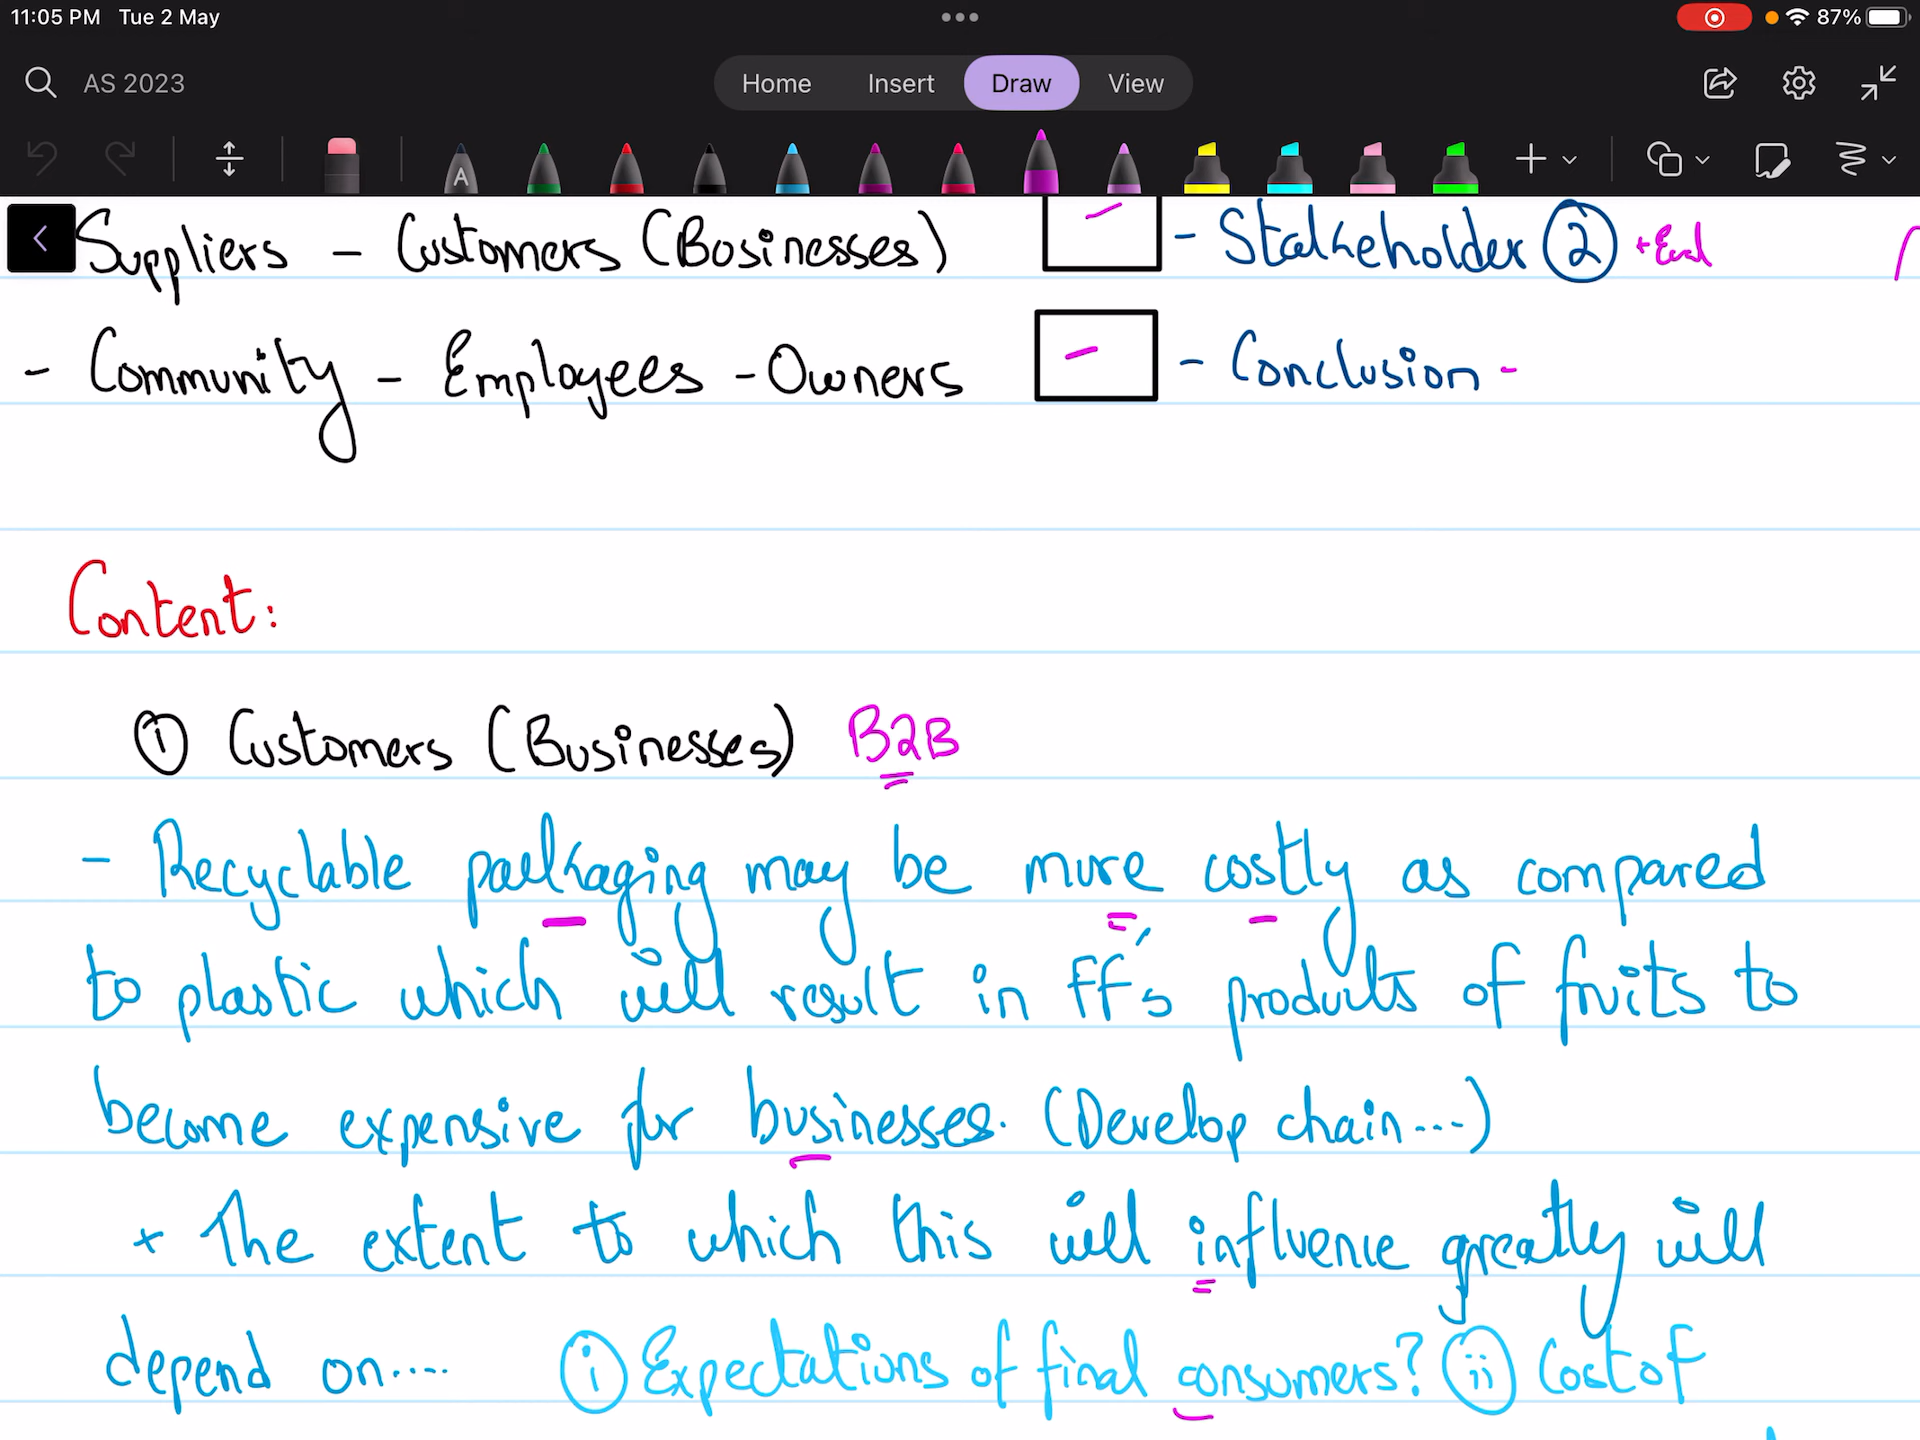 11:05 PM Tue 2 May 87%
AS 2023 Home Insert Draw View
A
Suppliers - Customers (Businesses) - Stakeholder ② + Eval
- Community - Employees - Owners - Conclusion -
Content:
① Customers (Businesses) B2B
- Recyclable packaging may be more costly as compared
to plastic which will result in FF's products of fruits to
become expensive for businesses. (Develop chain...)
+ The extent to which this will influence greatly will
depend on.... ⓘ Expectations of final consumers? (ii) Cost of